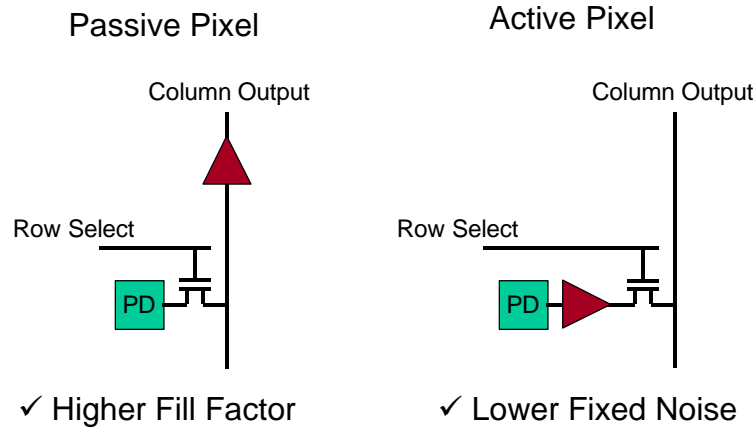 Passive Pixel
Active Pixel
Column Output
Column Output
Row Select
Row Select
PD
PD
✓ Higher Fill Factor
✓ Lower Fixed Noise